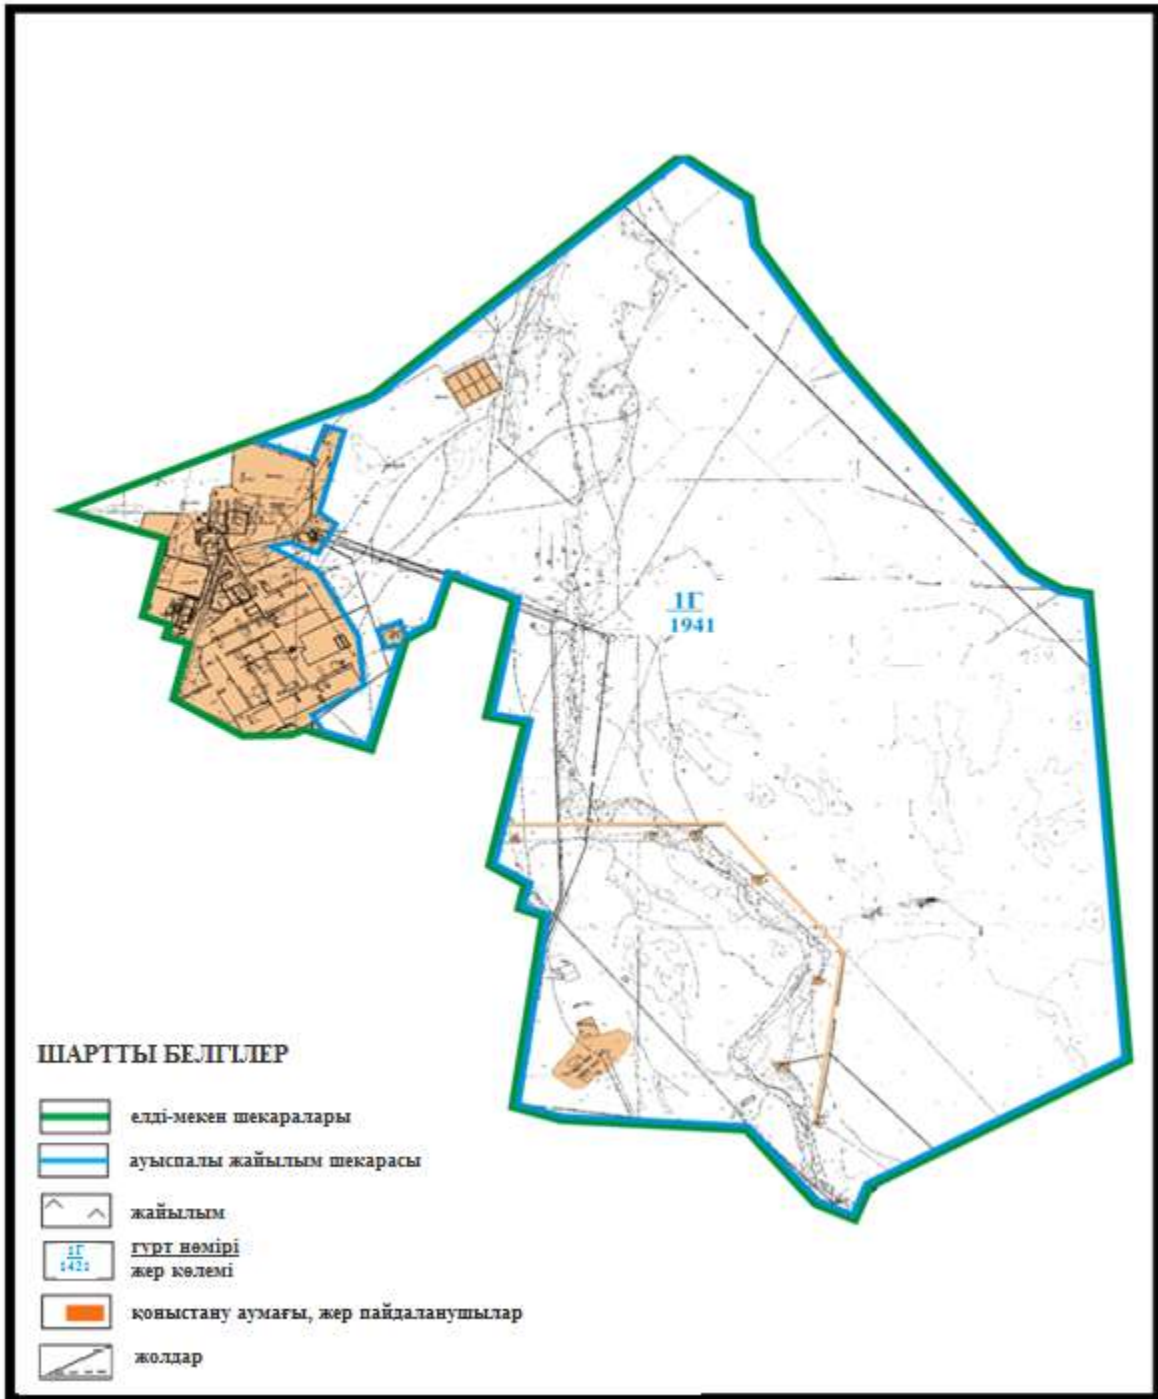 1Г
1941
ШАРТТЫ БЕЛГІЛЕР
елді-мекен шекаралары
ауыспалы жайылым шекарасы
жайылым
1Г
1421
гурт нөмірі
жер көлемі
қоныстану аумағы, жер пайдаланушылар
жолдар